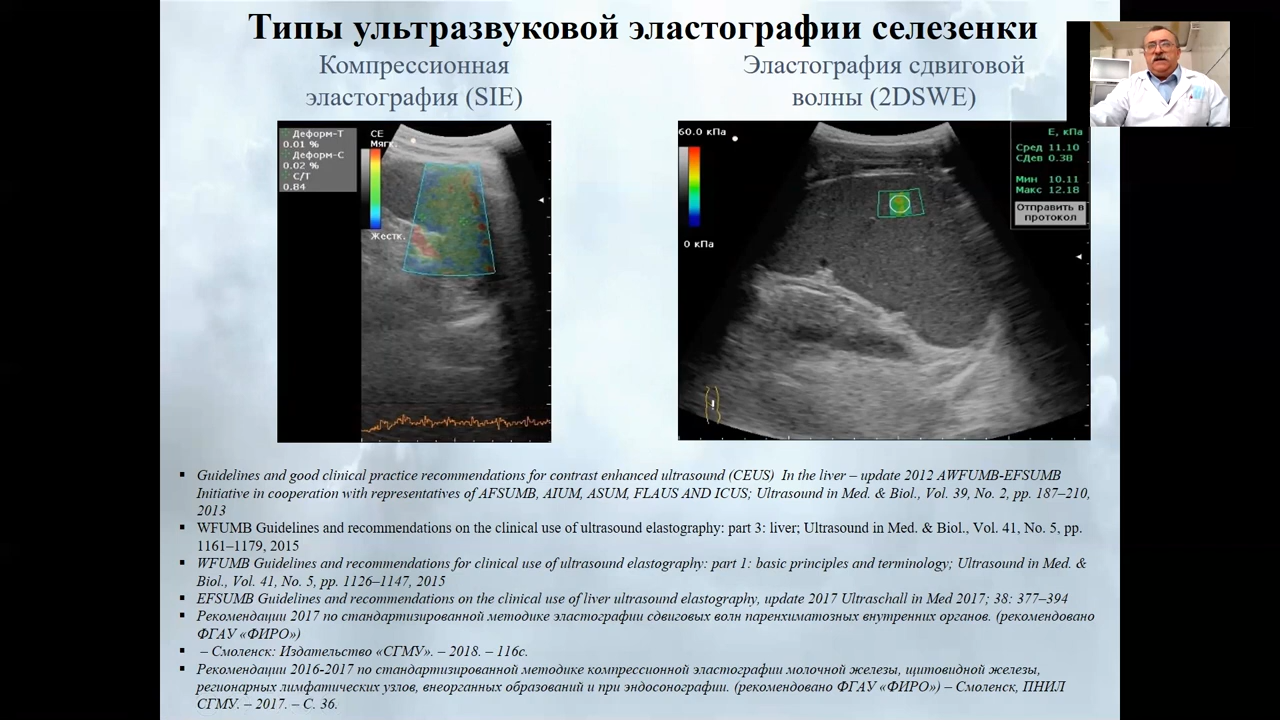 Типы ультразвуковой эластографии селезенки
Компрессионная
эластография (SIE)
Эластография сдвиговой
волны (2DSWE)
Деформ-Т
0.01 %
Деформ-С
0.02 %
С/Т
0.84
CE
Мягк.
Жестк.
60.0 кПа
0 кПа
E, кПа
Сред 11.10
СДев 0.38
Мин 10.11
Макс 12.18
Отправить в
протокол
▪ Guidelines and good clinical practice recommendations for contrast enhanced ultrasound (CEUS) In the liver – update 2012 AWFUMB-EFSUMB
Initiative in cooperation with representatives of AFSUMB, AIUM, ASUM, FLAUS AND ICUS; Ultrasound in Med. & Biol., Vol. 39, No. 2, pp. 187–210,
2013
▪ WFUMB Guidelines and recommendations on the clinical use of ultrasound elastography: part 3: liver; Ultrasound in Med. & Biol., Vol. 41, No. 5, pp.
1161–1179, 2015
▪ WFUMB Guidelines and recommendations for clinical use of ultrasound elastography: part 1: basic principles and terminology; Ultrasound in Med. &
Biol., Vol. 41, No. 5, pp. 1126–1147, 2015
▪ EFSUMB Guidelines and recommendations on the clinical use of liver ultrasound elastography, update 2017 Ultraschall in Med 2017; 38: 377–394
▪ Рекомендации 2017 по стандартизированной методике эластографии сдвиговых волн паренхиматозных внутренних органов. (рекомендовано
ФГАУ «ФИРО»)
▪ – Смоленск: Издательство «СГМУ». – 2018. – 116с.
▪ Рекомендации 2016-2017 по стандартизированной методике компрессионной эластографии молочной железы, щитовидной железы,
регионарных лимфатических узлов, внеорганных образований и при эндосонографии. (рекомендовано ФГАУ «ФИРО») – Смоленск, ПНИЛ
СГМУ. – 2017. – С. 36.